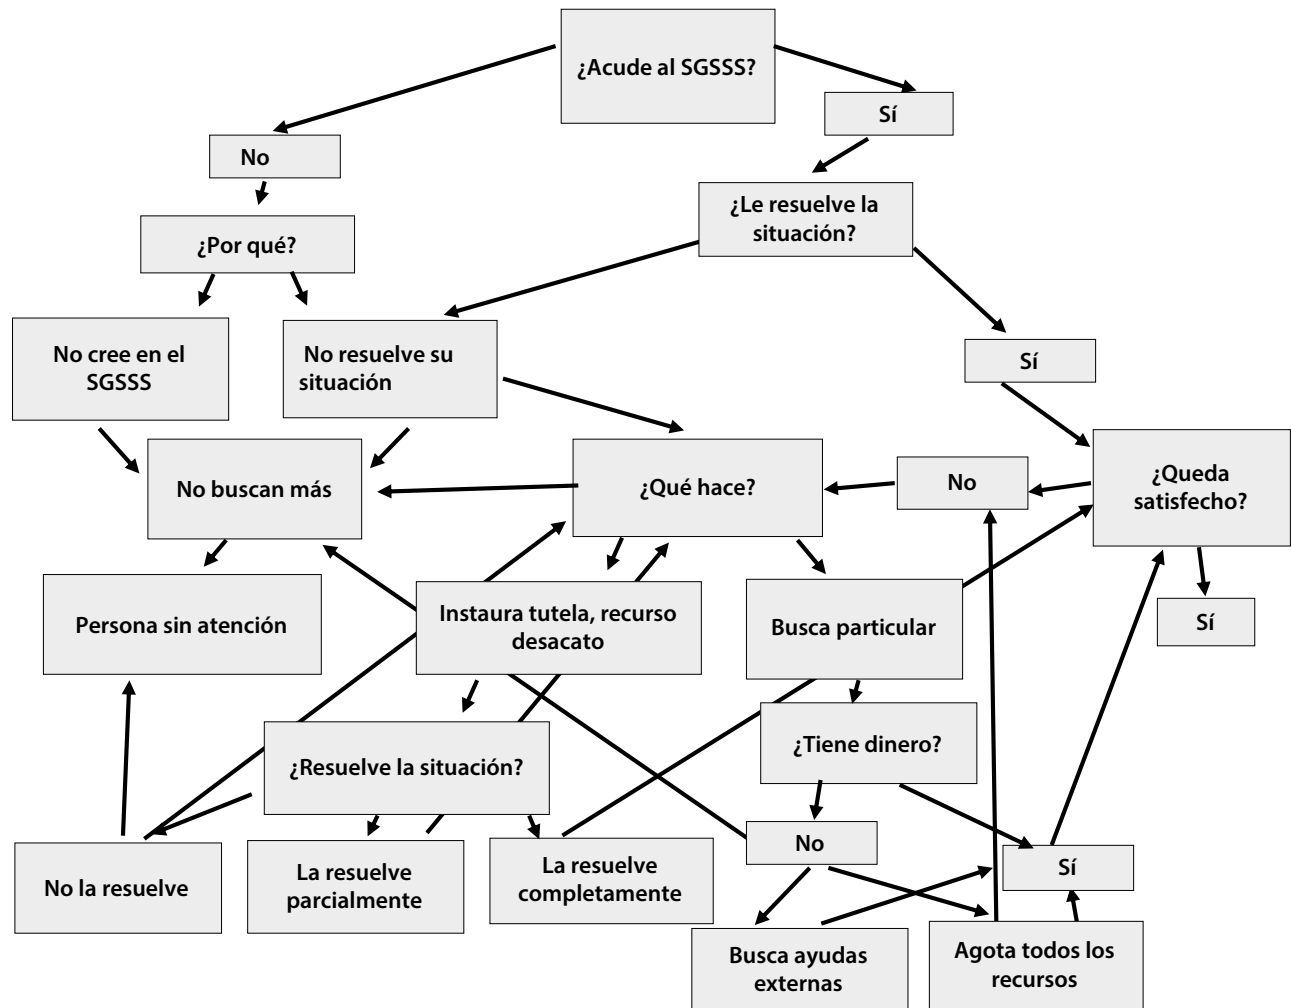 ¿Acude al SGSSS?
Sí
No
¿Le resuelve la
situación?
¿Por qué?
No cree en el
SGSSS
No resuelve su
situación
Sí
No buscan más
¿Qué hace?
No
¿Queda
satisfecho?
Persona sin atención
Instaura tutela, recurso
desacato
Busca particular
Sí
¿Resuelve la situación?
¿Tiene dinero?
No la resuelve
La resuelve
parcialmente
La resuelve
completamente
No
Sí
Busca ayudas
externas
Agota todos los
recursos